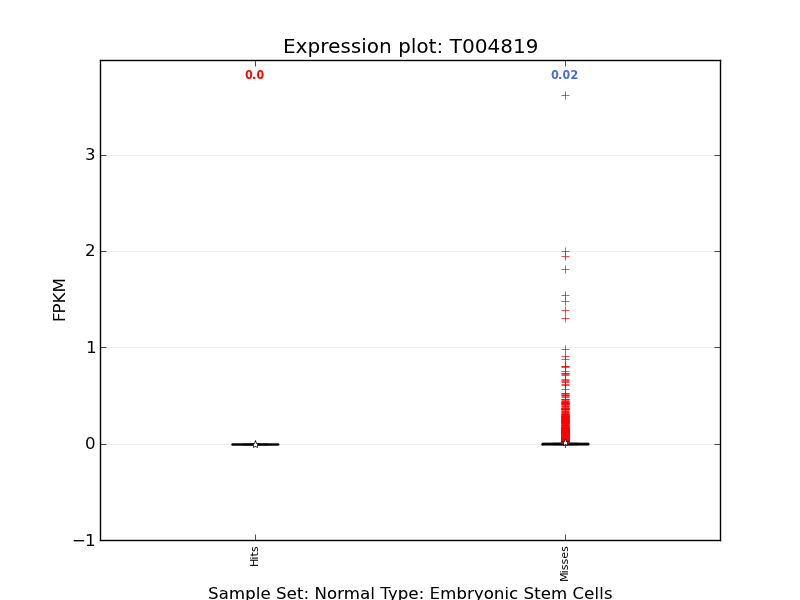 Expression plot: T004819
0.0
0.02
3
2
1
0
−1
FPKM
Hits
Misses
Sample Set: Normal Type: Embryonic Stem Cells